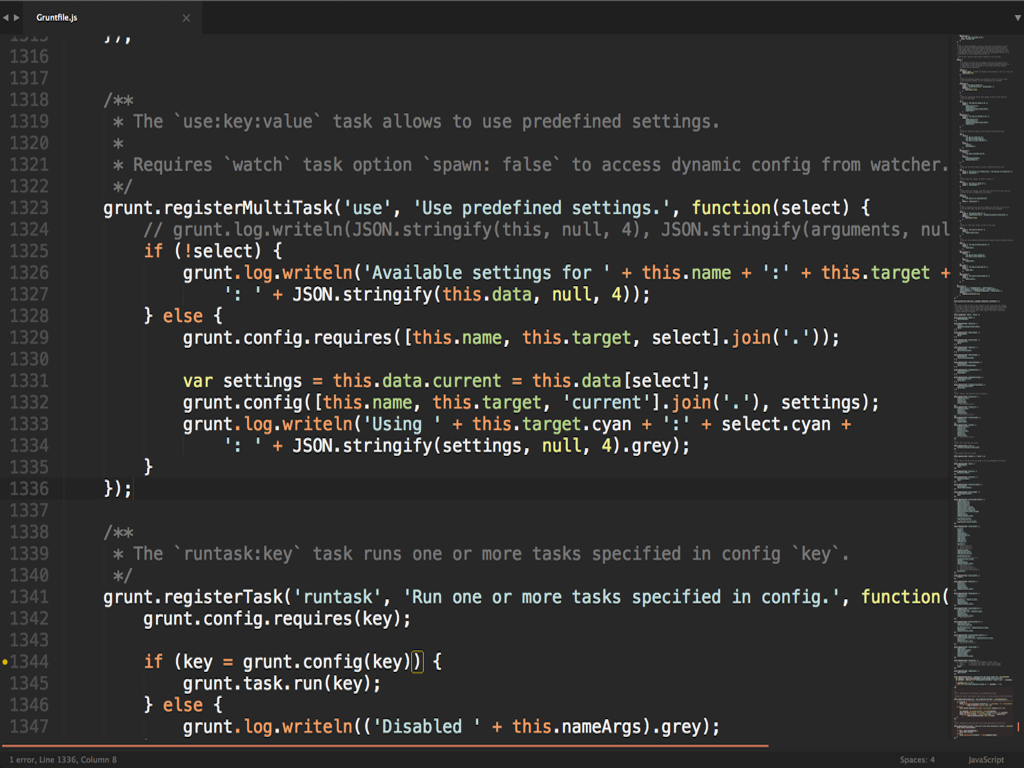 Gruntfile.js
1315 });
1316
1317
1318 /**
1319 * The `use:key:value` task allows to use predefined settings.
1320 *
1321 * Requires `watch` task option `spawn: false` to access dynamic config from watcher.
1322 */
1323 grunt.registerMultiTask('use', 'Use predefined settings.', function(select) {
1324 // grunt.log.writeln(JSON.stringify(this, null, 4), JSON.stringify(arguments, nul
1325 if (!select) {
1326 grunt.log.writeln('Available settings for ' + this.name + ':' + this.target +
1327 ': ' + JSON.stringify(this.data, null, 4));
1328 } else {
1329 grunt.config.requires([this.name, this.target, select].join('.'));
1330
1331 var settings = this.data.current = this.data[select];
1332 grunt.config([this.name, this.target, 'current'].join('.'), settings);
1333 grunt.log.writeln('Using ' + this.target.cyan + ':' + select.cyan +
1334 ': ' + JSON.stringify(settings, null, 4).grey);
1335 }
1336 });
1337
1338 /**
1339 * The `runtask:key` task runs one or more tasks specified in config `key`.
1340 */
1341 grunt.registerTask('runtask', 'Run one or more tasks specified in config.', function(
1342 grunt.config.requires(key);
1343
1344 if (key = grunt.config(key)) {
1345 grunt.task.run(key);
1346 } else {
1347 grunt.log.writeln(('Disabled ' + this.nameArgs).grey);
1 error, Line 1336, Column 8
Spaces: 4
JavaScript